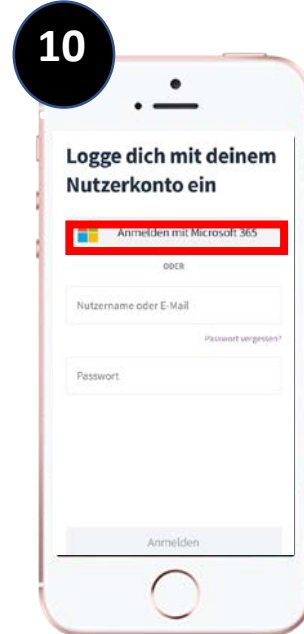 10
Logge dich mit deinem
Nutzerkonto ein
Anmelden mit Microsoft 365
ODER
Nutzername oder E-Mail
Passwort vergessen?
Passwort
Anmelden